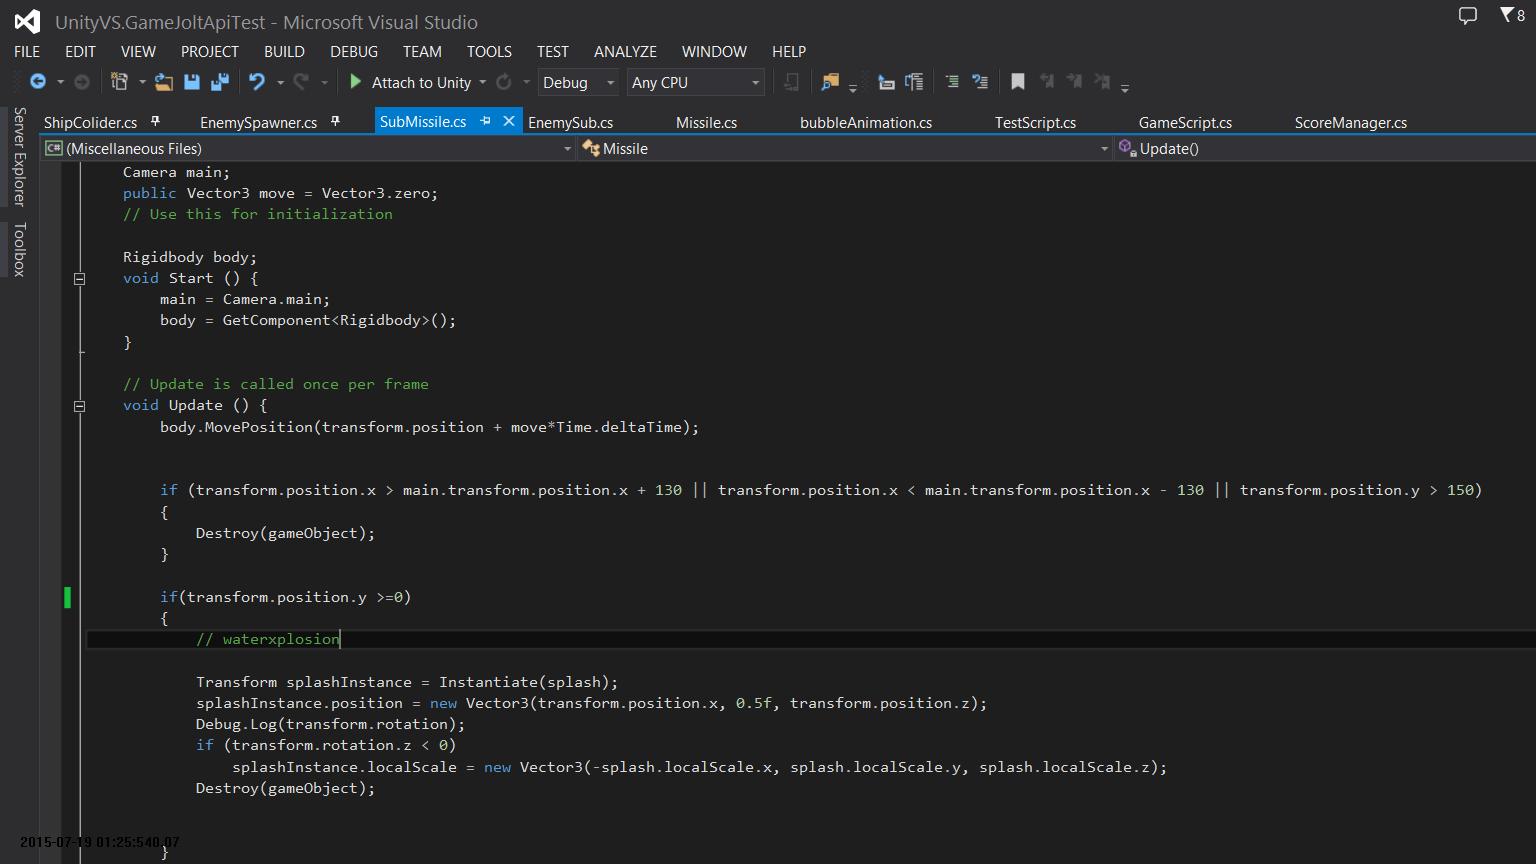 UnityVS.GameJoltApiTest - Microsoft Visual Studio
8
FILE EDIT VIEW PROJECT BUILD DEBUG TEAM TOOLS TEST ANALYZE WINDOW HELP
Attach to Unity Debug Any CPU
Server Explorer
Toolbox
ShipColider.cs EnemySpawner.cs SubMissile.cs EnemySub.cs Missile.cs bubbleAnimation.cs TestScript.cs GameScript.cs ScoreManager.cs
C# (Miscellaneous Files) Missile Update()
Camera main;
public Vector3 move = Vector3.zero;
// Use this for initialization
Rigidbody body;
void Start () {
main = Camera.main;
body = GetComponent<Rigidbody>();
}
// Update is called once per frame
void Update () {
body.MovePosition(transform.position + move*Time.deltaTime);
if (transform.position.x > main.transform.position.x + 130 || transform.position.x < main.transform.position.x - 130 || transform.position.y > 150)
{
Destroy(gameObject);
}
if(transform.position.y >=0)
{
// waterxplosion
Transform splashInstance = Instantiate(splash);
splashInstance.position = new Vector3(transform.position.x, 0.5f, transform.position.z);
Debug.Log(transform.rotation);
if (transform.rotation.z < 0)
splashInstance.localScale = new Vector3(-splash.localScale.x, splash.localScale.y, splash.localScale.z);
Destroy(gameObject);
2015-07-19 01:25:540.07
}